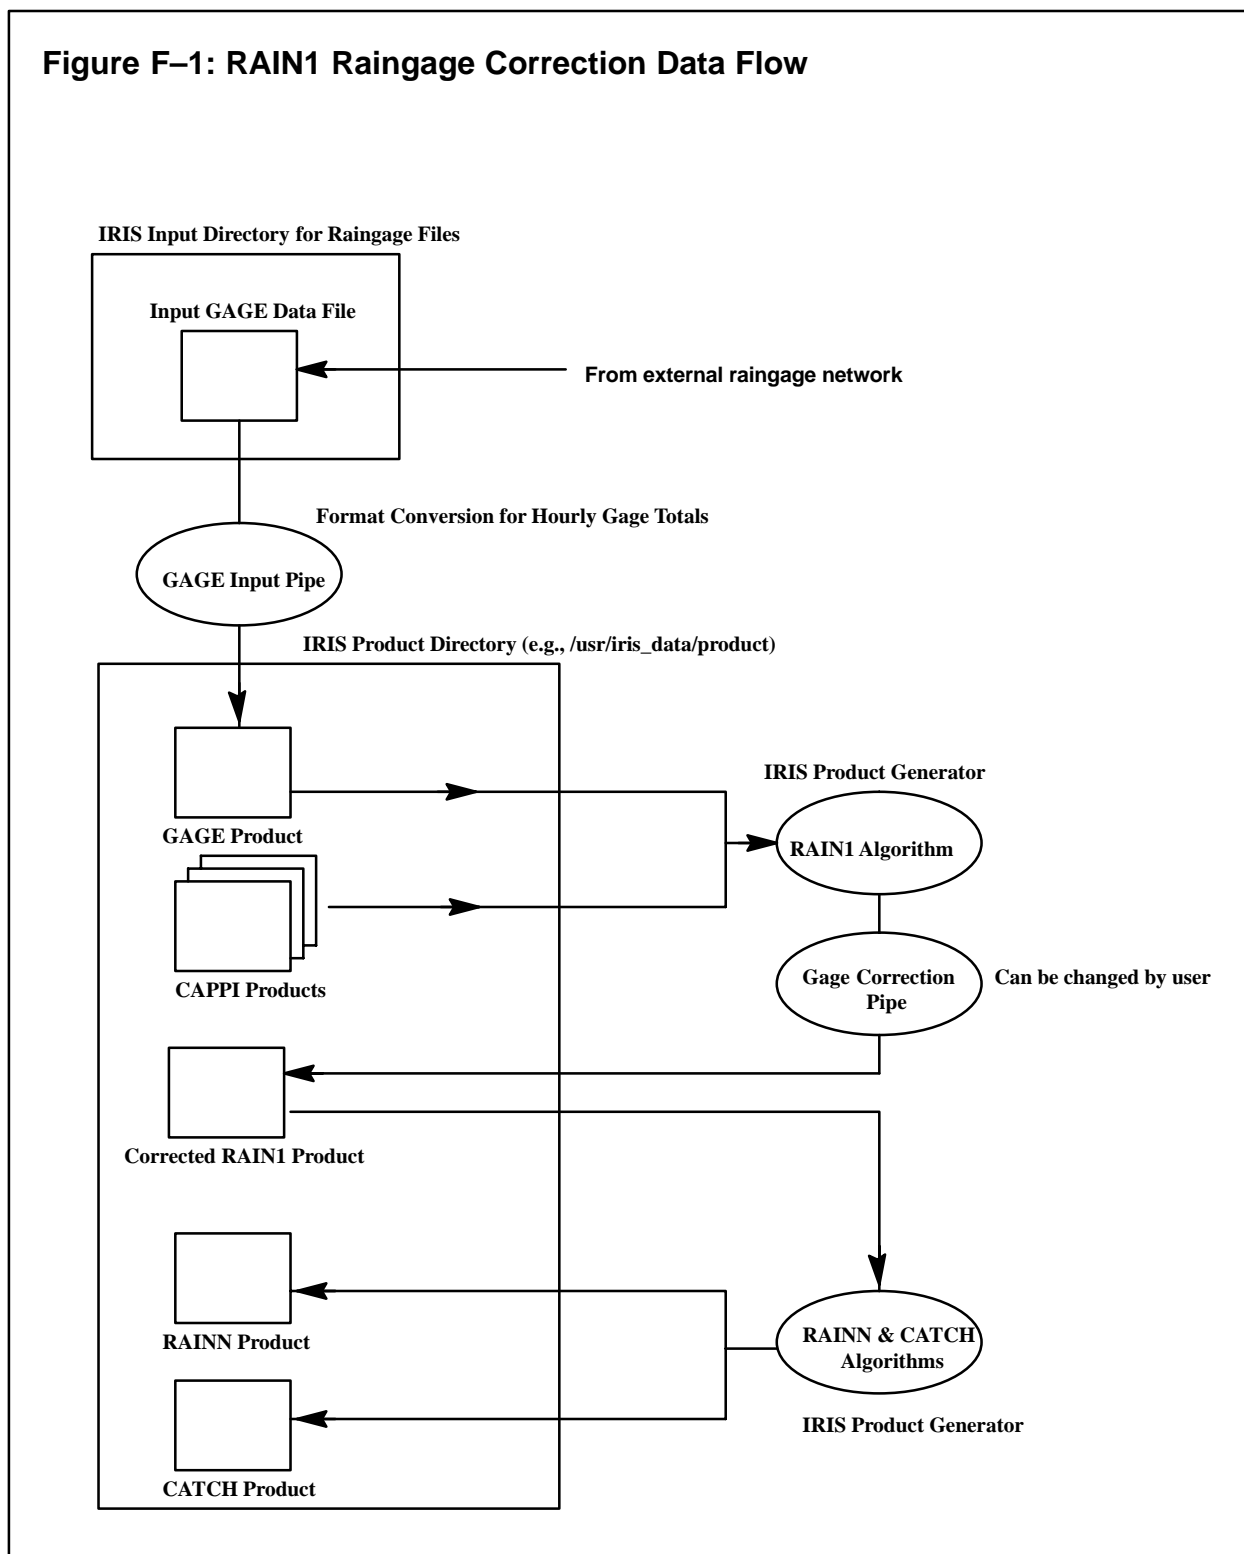 Figure F–1: RAIN1 Raingage Correction Data Flow
IRIS Input Directory for Raingage Files
Input GAGE Data File
From external raingage network
Format Conversion for Hourly Gage Totals
GAGE Input Pipe
IRIS Product Directory (e.g., /usr/iris_data/product)
GAGE Product
IRIS Product Generator
RAIN1 Algorithm
CAPPI Products
Gage Correction
Pipe
Can be changed by user
Corrected RAIN1 Product
RAINN Product
RAINN & CATCH
Algorithms
IRIS Product Generator
CATCH Product